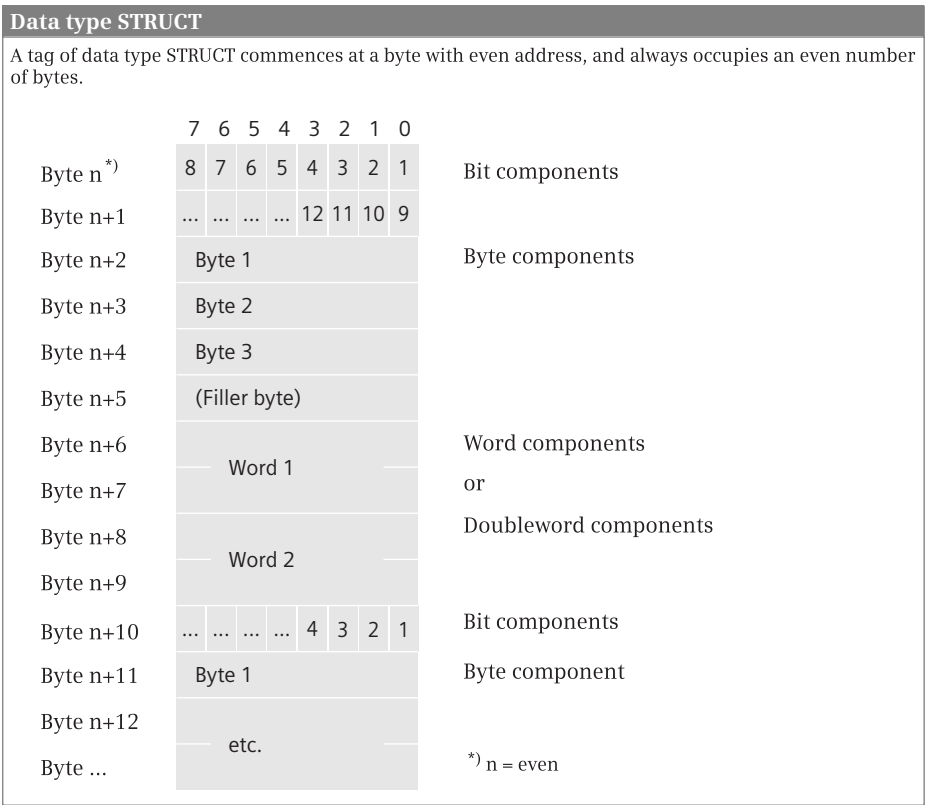 Data type STRUCT
A tag of data type STRUCT commences at a byte with even address, and always occupies an even number
of bytes.
7 6 5 4 3 2 1 0
Byte n*) 8 7 6 5 4 3 2 1 Bit components
Byte n+1 ... ... ... ... 12 11 10 9
Byte n+2 Byte 1 Byte components
Byte n+3 Byte 2
Byte n+4 Byte 3
Byte n+5 (Filler byte)
Byte n+6 Word components
Word 1
Byte n+7 or
Byte n+8 Doubleword components
Word 2
Byte n+9
Byte n+10 ... ... ... ... 4 3 2 1 Bit components
Byte n+11 Byte 1 Byte component
Byte n+12
etc.
Byte ... *) n = even